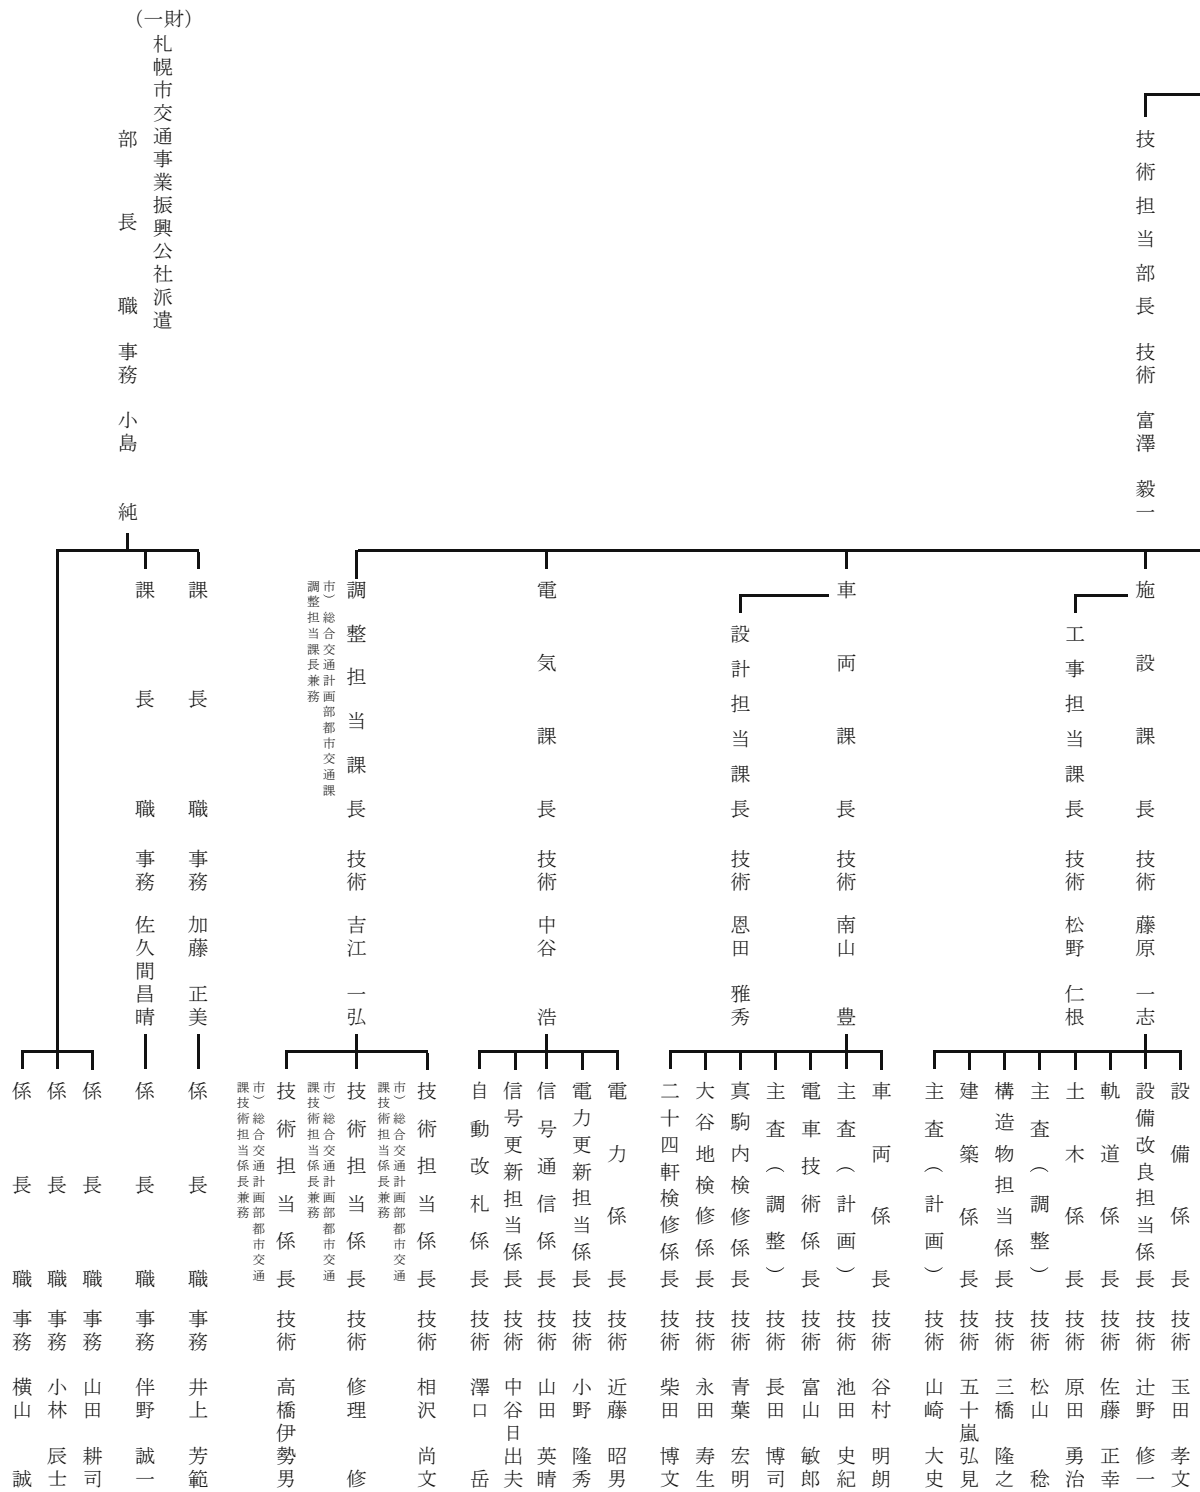 技術担当部長 技術 富澤 毅一
施設課長 技術 藤原 一志
設備係長 技術 玉田 孝文
設備改良担当係長 技術 辻野 修一
軌道係長 技術 佐藤 正幸
土木係長 技術 原田 勇治
主査(調整) 技術 松山 稔
構造物担当係長 技術 三橋 隆之
建築係長 技術 五十嵐弘見
主査(計画) 技術 山崎 大史
工事担当課長 技術 松野 仁根
車両課長 技術 南山 豊
車両係長 技術 谷村 明朗
主査(計画) 技術 池田 史紀
電車技術係長 技術 富山 敏郎
主査(調整) 技術 長田 博司
真駒内検修係長 技術 青葉 宏明
大谷地検修係長 技術 永田 寿生
二十四軒検修係長 技術 柴田 博文
設計担当課長 技術 恩田 雅秀
電気課長 技術 中谷 浩
電力係長 技術 近藤 昭男
電力更新担当係長 技術 小野 隆秀
信号通信係長 技術 山田 英晴
信号更新担当係長 技術 中谷日出夫
自動改札係長 技術 澤口 岳
調整担当課長 技術 吉江 一弘
市)総合交通計画部都市交通課
調整担当課長兼務
技術担当係長 技術 相沢 尚文
市)総合交通計画部都市交通
課技術担当係長兼務
技術担当係長 技術 修理 修
市)総合交通計画部都市交通
課技術担当係長兼務
技術担当係長 技術 高橋伊勢男
市)総合交通計画部都市交通
課技術担当係長兼務
(一財)
札幌市交通事業振興公社派遣
部長職 事務 小島 純
課長職 事務 加藤 正美
係長職 事務 井上 芳範
課長職 事務 佐久間昌晴
係長職 事務 伴野 誠一
係長職 事務 山田 耕司
係長職 事務 小林 辰士
係長職 事務 横山 誠